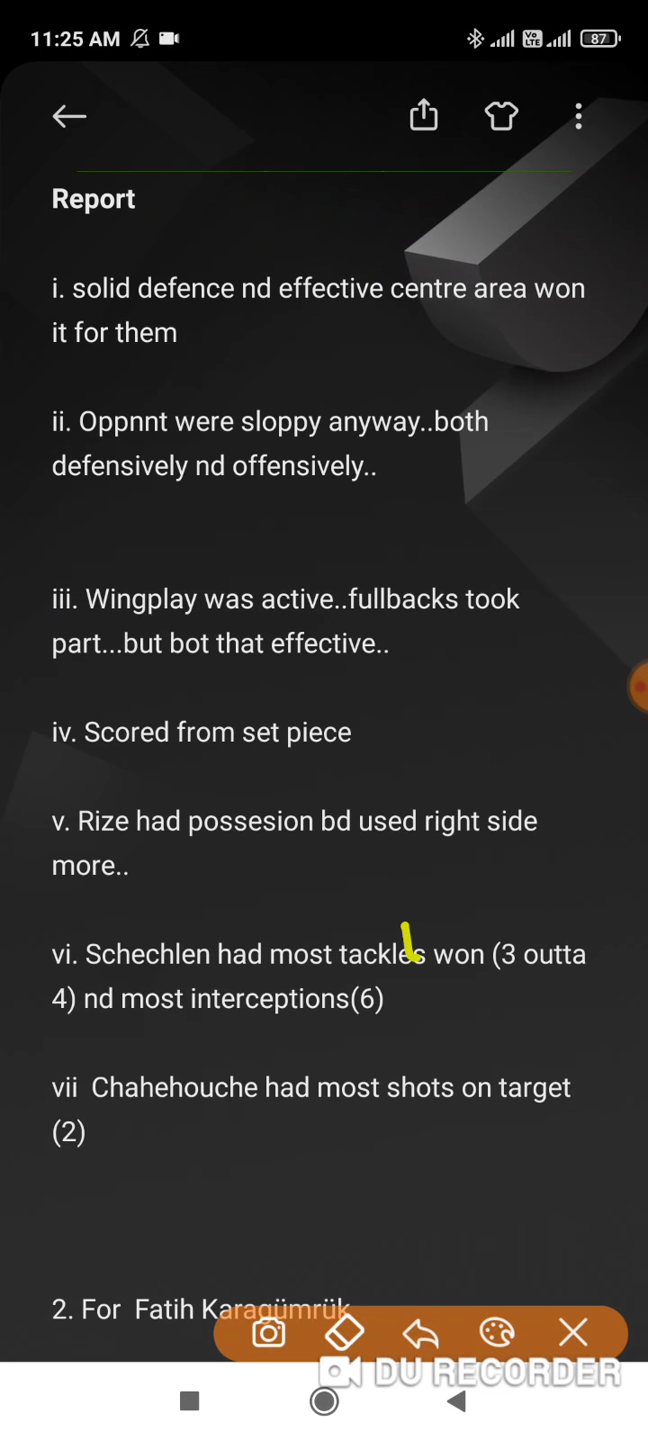 11:25 AM
Vo
LTE
87
Report
i. solid defence nd effective centre area won
it for them
ii. Oppnnt were sloppy anyway..both
defensively nd offensively..
iii. Wingplay was active..fullbacks took
part...but bot that effective..
iv. Scored from set piece
v. Rize had possesion bd used right side
more..
vi. Schechlen had most tackles won (3 outta
4) nd most interceptions(6)
vii  Chahehouche had most shots on target
(2)
2. For  Fatih Karagümrük
DU RECORDER